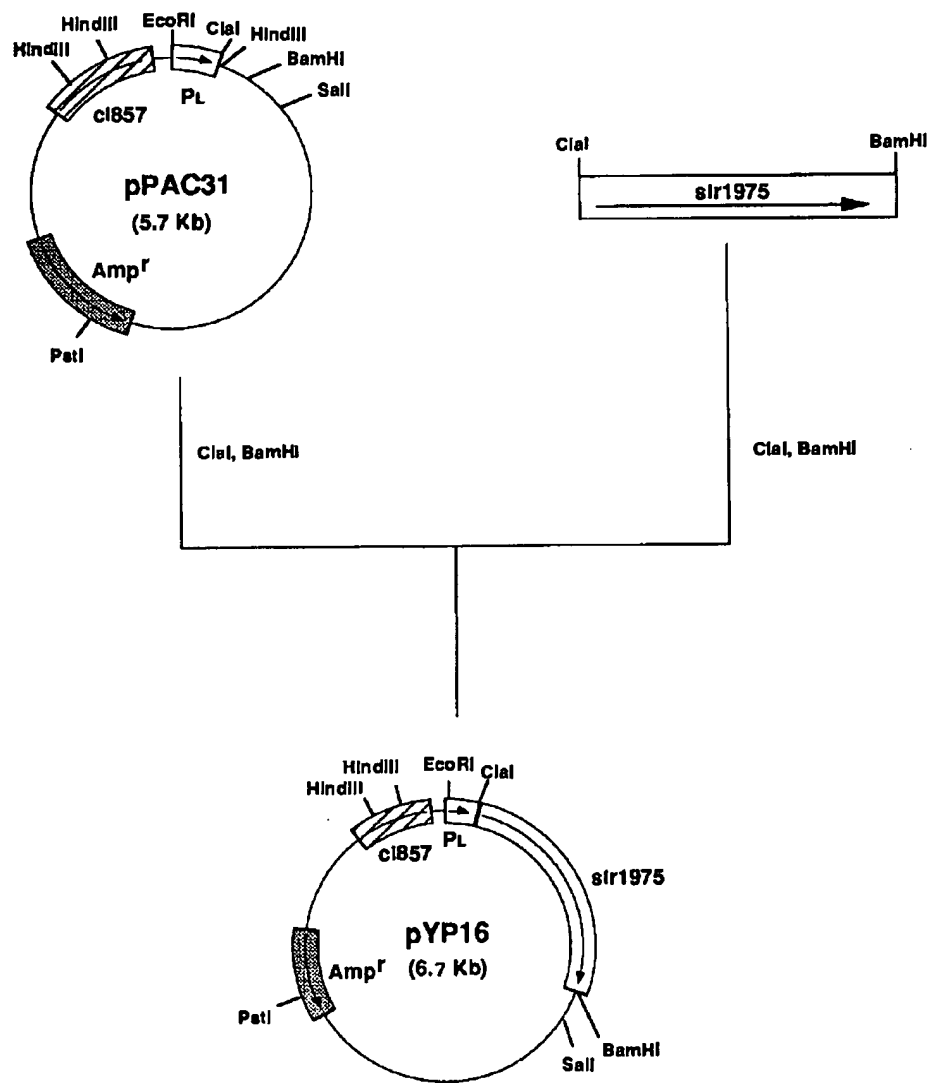 EcoRI
ClaI
HindIII
HindIII
HindIII
BamHI
SalI
PL
cI857
pPAC31
(5.7 Kb)
Ampr
PstI
ClaI
BamHI
slr1975
ClaI, BamHI
ClaI, BamHI
EcoRI
ClaI
HindIII
HindIII
PL
cI857
slr1975
pYP16
(6.7 Kb)
Ampr
PstI
BamHI
SalI